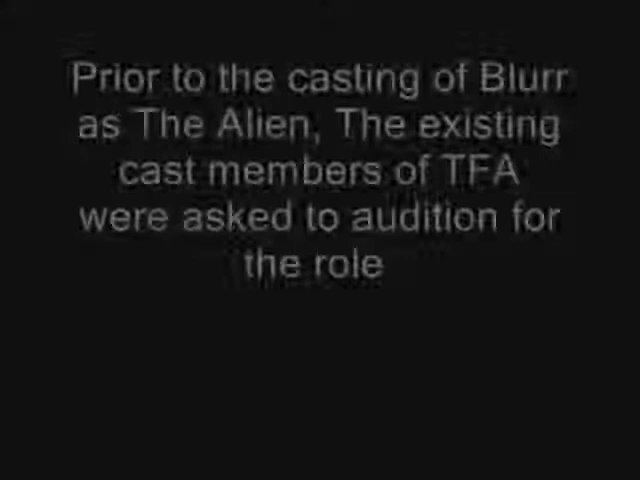 Prior to the casting of Blurr
as The Alien, The existing
cast members of TFA
were asked to audition for
the role